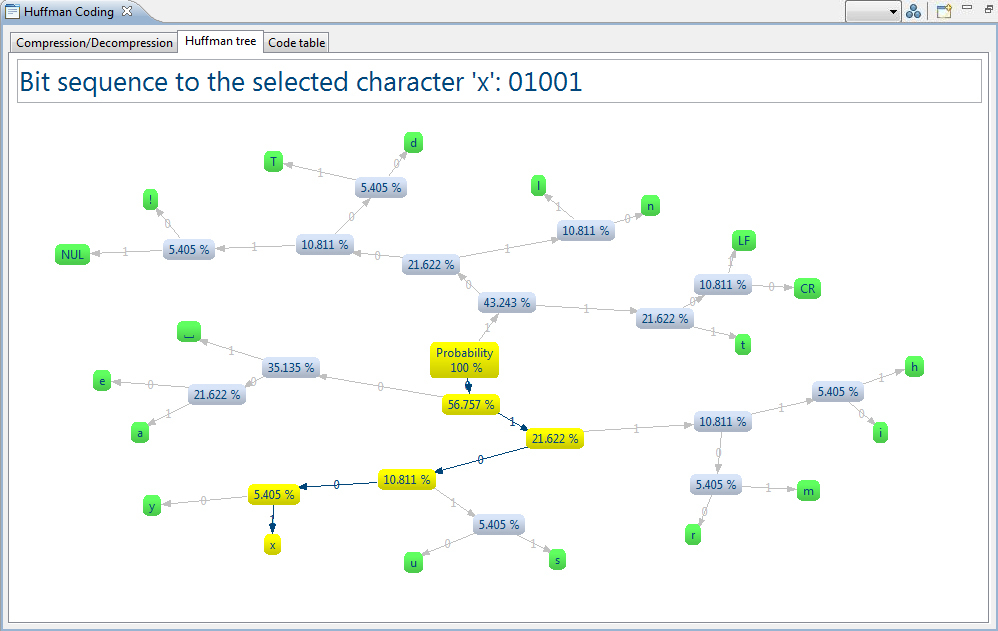 Huffman Coding
Compression/Decompression Huffman tree Code table
Bit sequence to the selected character 'x': 01001
d
T
1
0
5.405 %
!
0
0
NUL
1
5.405 %
1
10.811 %
0
21.622 %
l
1
n
0
10.811 %
1
0
43.243 %
1
LF
1
10.811 %
0
CR
0
21.622 %
1
t
1
Probability
100 %
0
56.757 %
0
35.135 %
1
␣
0
21.622 %
0
e
1
a
1
21.622 %
1
10.811 %
1
5.405 %
1
h
0
i
0
5.405 %
1
m
0
r
0
10.811 %
0
5.405 %
0
y
1
x
1
5.405 %
0
u
1
s